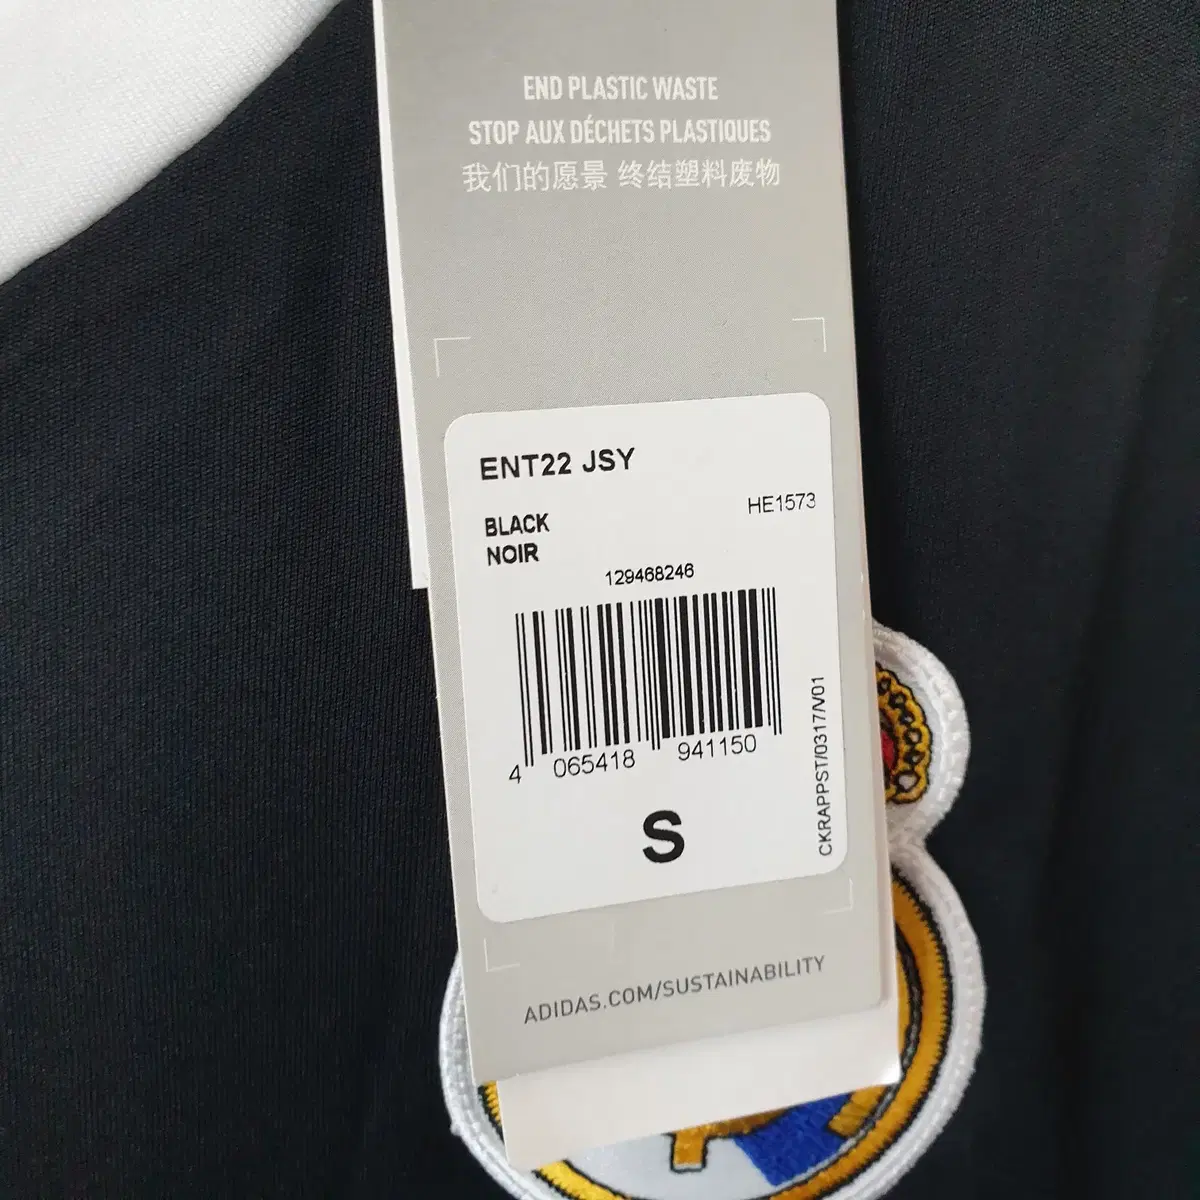 END PLASTIC WASTE
STOP AUX DÉCHETS PLASTIQUES
我们的愿景 终结塑料废物
ENT22 JSY
HE1573
BLACK
NOIR
129468246
4 065418 941150
CKRAPPST/0317/V01
S
ADIDAS.COM/SUSTAINABILITY